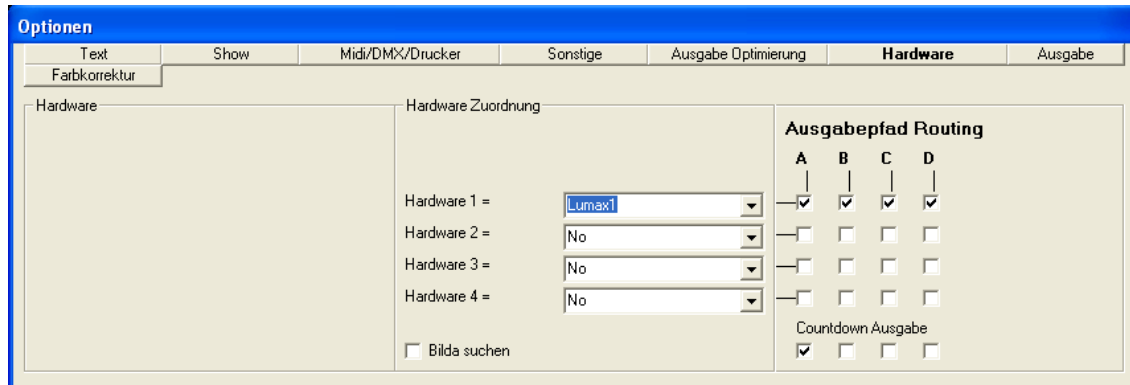 Optionen
Text Show Midi/DMX/Drucker Sonstige Ausgabe Optimierung Hardware Ausgabe
Farbkorrektur
Hardware Hardware Zuordnung
Ausgabepfad Routing
A B C D
Hardware 1 = Lumax1
Hardware 2 = No
Hardware 3 = No
Hardware 4 = No
Countdown Ausgabe
Bilda suchen